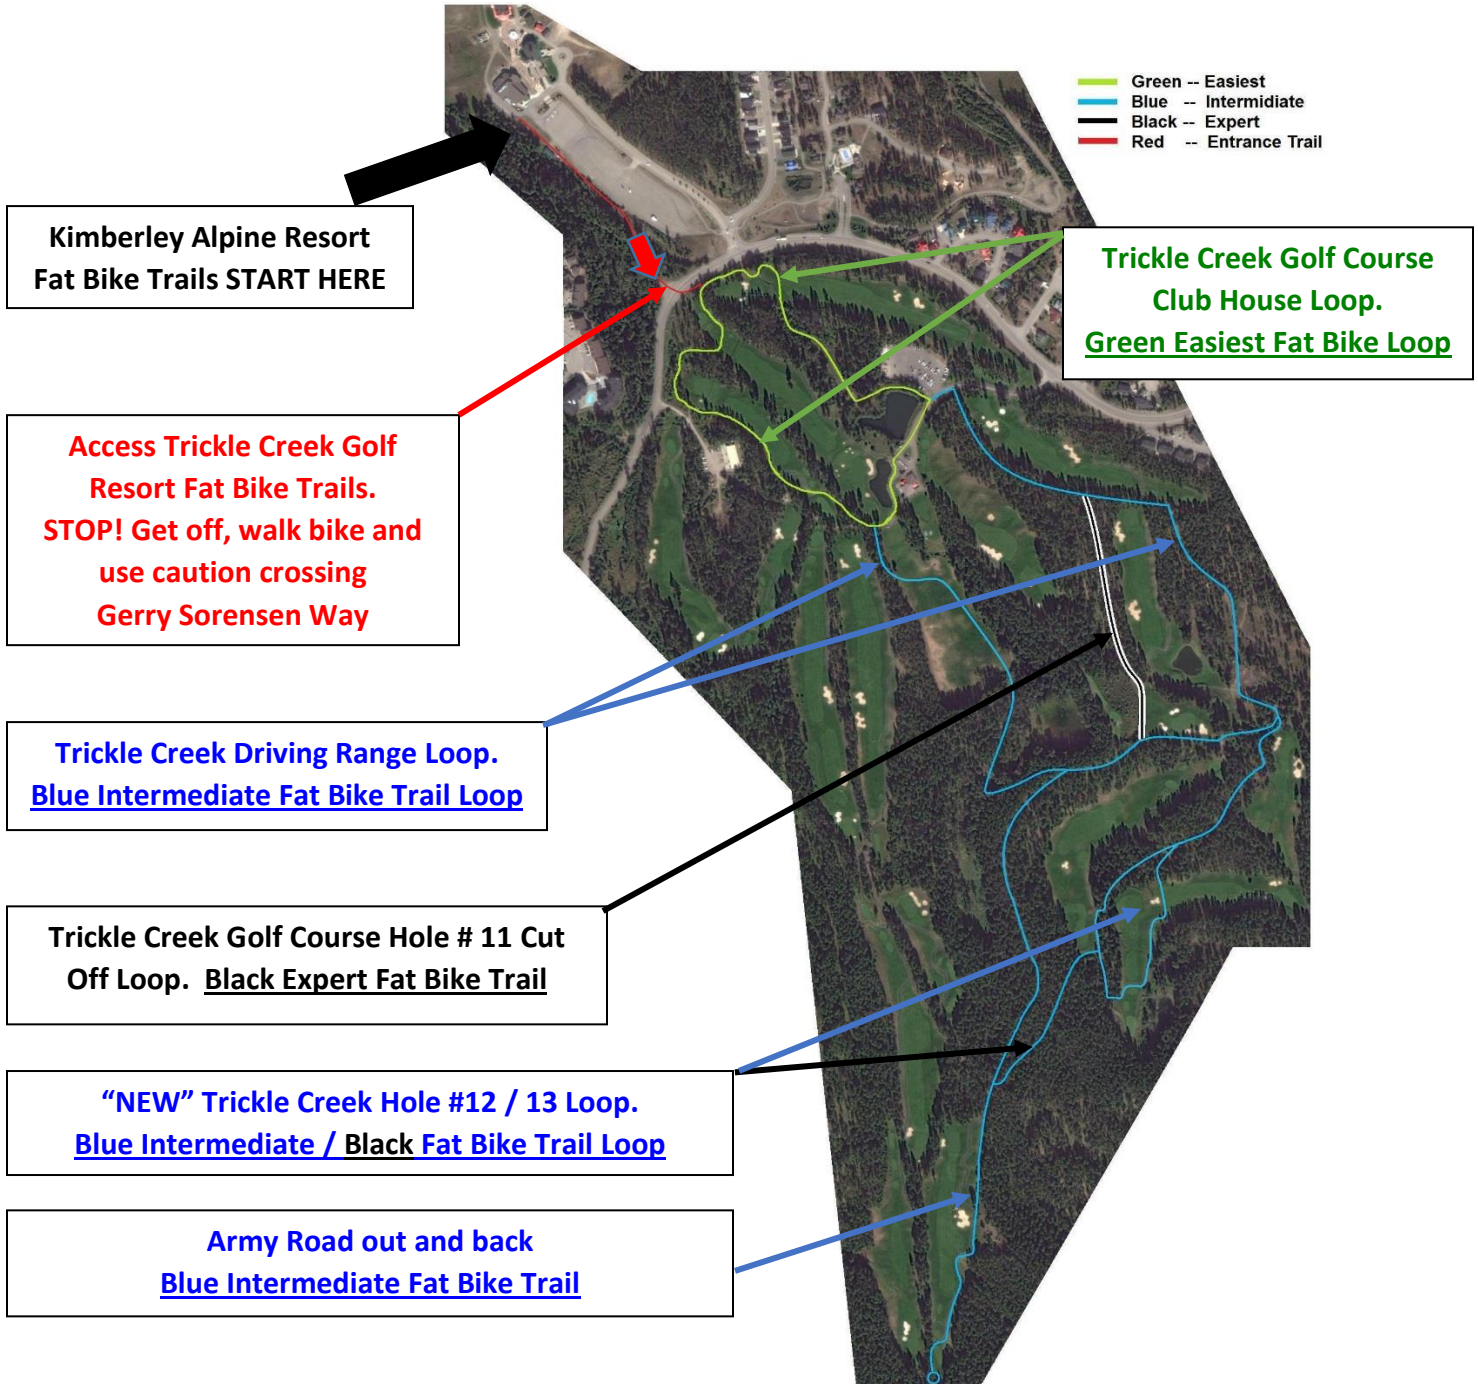 Green -- Easiest
Blue -- Intermidiate
Black -- Expert
Red -- Entrance Trail
Kimberley Alpine Resort
Fat Bike Trails START HERE
Trickle Creek Golf Course
Club House Loop.
Green Easiest Fat Bike Loop
Access Trickle Creek Golf
Resort Fat Bike Trails.
STOP! Get off, walk bike and
use caution crossing
Gerry Sorensen Way
Trickle Creek Driving Range Loop.
Blue Intermediate Fat Bike Trail Loop
Trickle Creek Golf Course Hole # 11 Cut
Off Loop. Black Expert Fat Bike Trail
“NEW” Trickle Creek Hole #12 / 13 Loop.
Blue Intermediate / Black Fat Bike Trail Loop
Army Road out and back
Blue Intermediate Fat Bike Trail